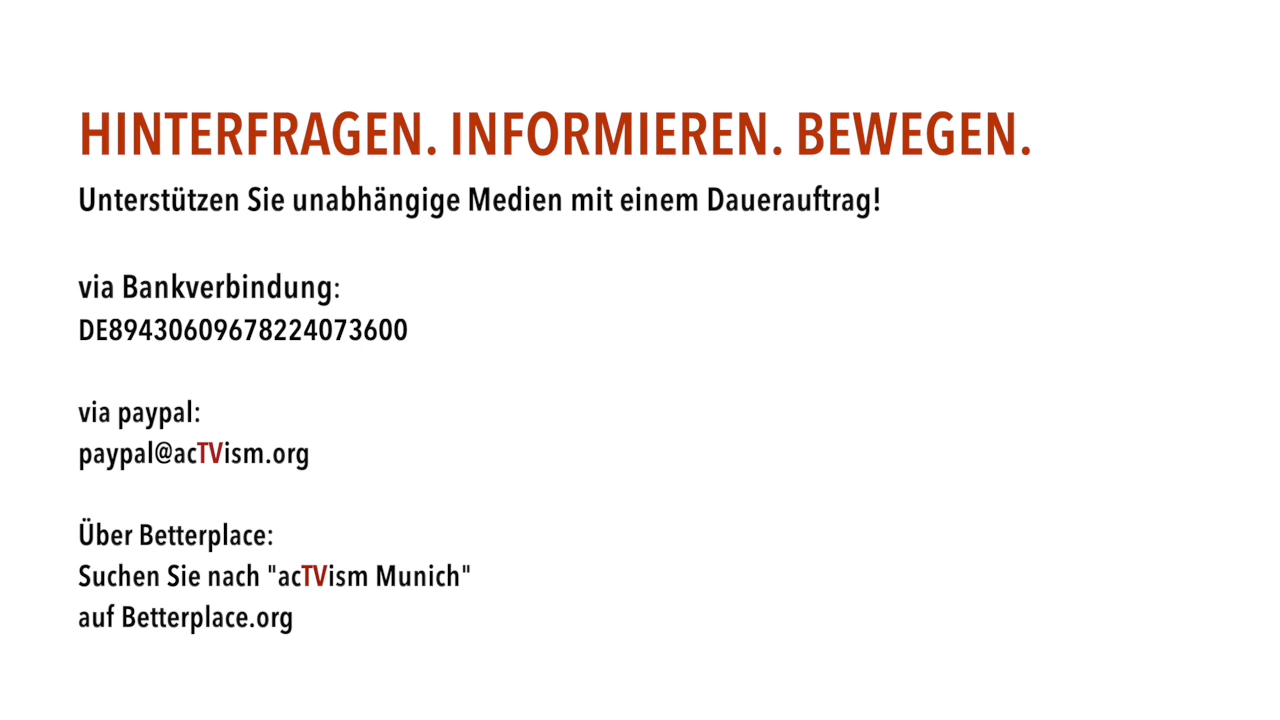 HINTERFRAGEN. INFORMIEREN. BEWEGEN.
Unterstützen Sie unabhängige Medien mit einem Dauerauftrag!
via Bankverbindung:
DE89430609678224073600
via paypal:
paypal@acTVism.org
Über Betterplace:
Suchen Sie nach "acTVism Munich"
auf Betterplace.org